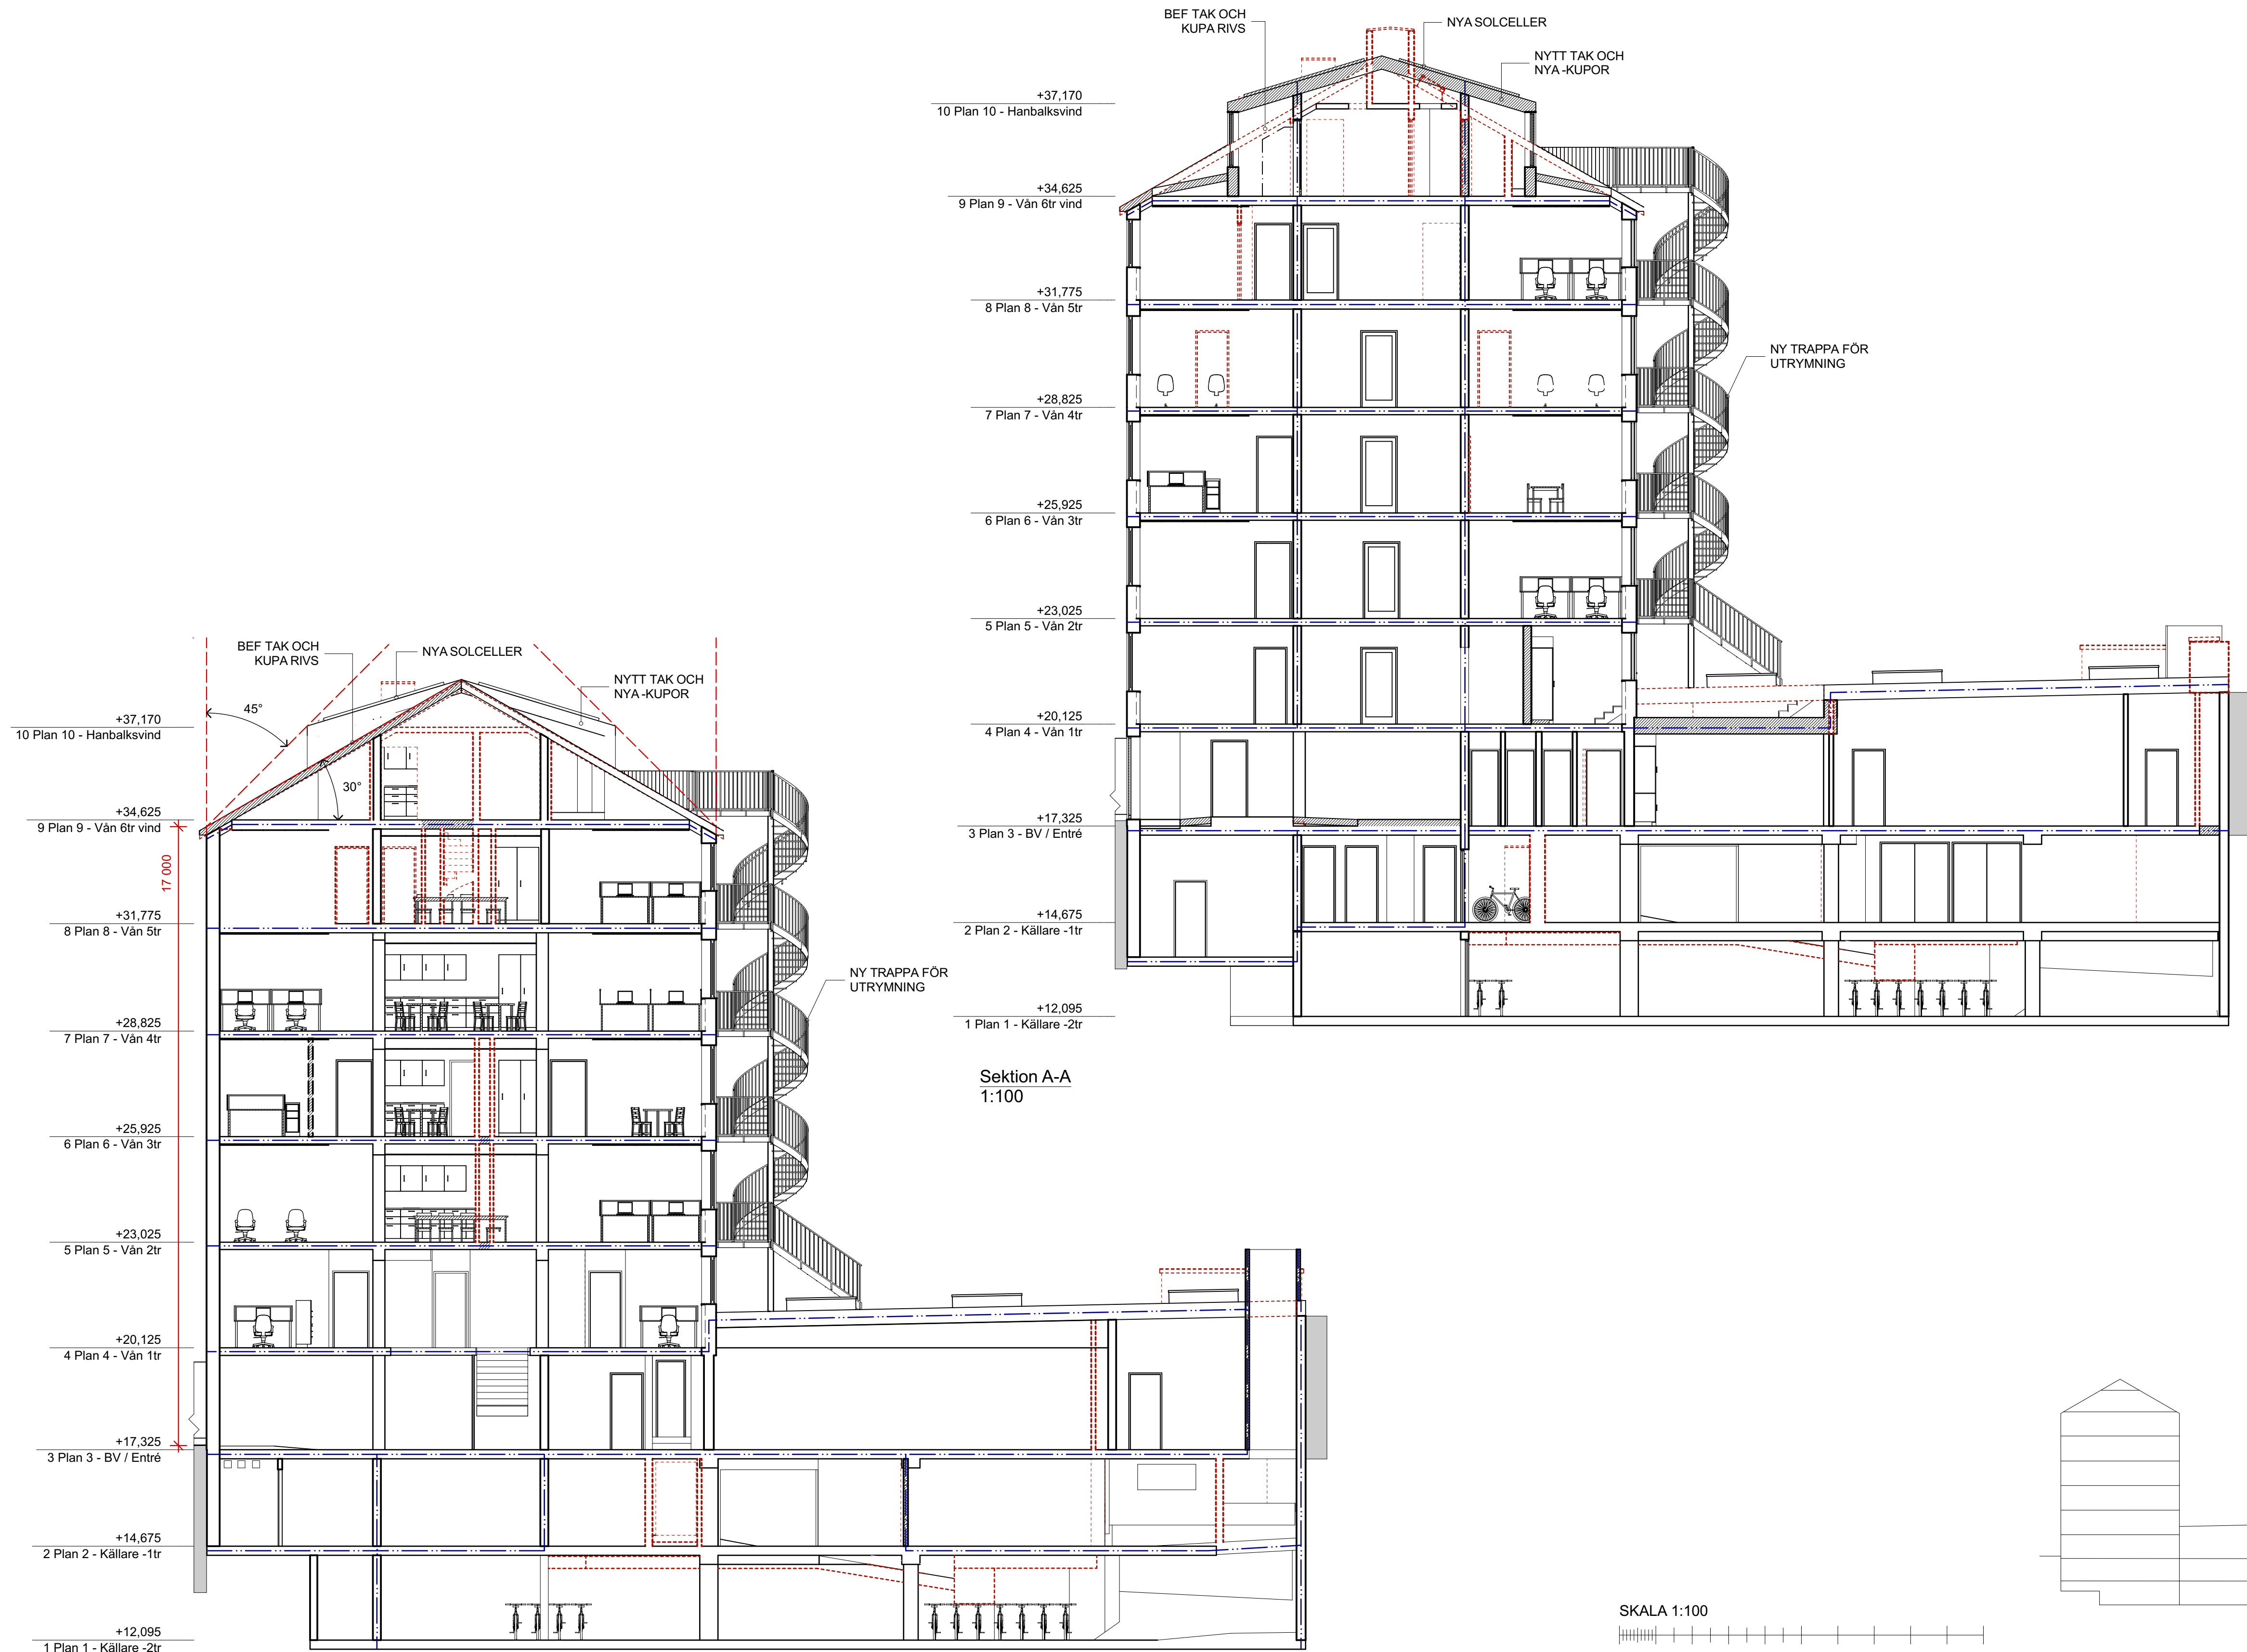 BEF TAK OCH
KUPA RIVS
NYA SOLCELLER
NYTT TAK OCH
NYA -KUPOR
+37,170
10 Plan 10 - Hanbalksvind
+34,625
9 Plan 9 - Vån 6tr vind
+31,775
8 Plan 8 - Vån 5tr
NY TRAPPA FÖR
UTRYMNING
+28,825
7 Plan 7 - Vån 4tr
+25,925
6 Plan 6 - Vån 3tr
+23,025
5 Plan 5 - Vån 2tr
+20,125
4 Plan 4 - Vån 1tr
+17,325
3 Plan 3 - BV / Entré
+14,675
2 Plan 2 - Källare -1tr
+12,095
1 Plan 1 - Källare -2tr
Sektion A-A
1:100
BEF TAK OCH
KUPA RIVS
NYA SOLCELLER
NYTT TAK OCH
NYA -KUPOR
45°
30°
+37,170
10 Plan 10 - Hanbalksvind
+34,625
9 Plan 9 - Vån 6tr vind
17 000
+31,775
8 Plan 8 - Vån 5tr
NY TRAPPA FÖR
UTRYMNING
+28,825
7 Plan 7 - Vån 4tr
+25,925
6 Plan 6 - Vån 3tr
+23,025
5 Plan 5 - Vån 2tr
+20,125
4 Plan 4 - Vån 1tr
+17,325
3 Plan 3 - BV / Entré
+14,675
2 Plan 2 - Källare -1tr
+12,095
1 Plan 1 - Källare -2tr
SKALA 1:100